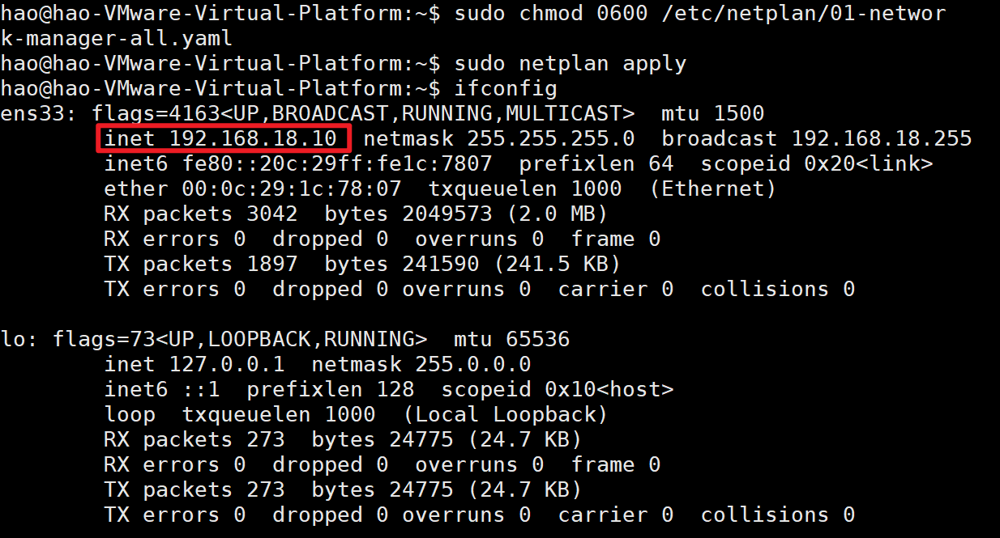 hao@hao-VMware-Virtual-Platform:~$ sudo chmod 0600 /etc/netplan/01-networ
k-manager-all.yaml
hao@hao-VMware-Virtual-Platform:~$ sudo netplan apply
hao@hao-VMware-Virtual-Platform:~$ ifconfig
ens33: flags=4163<UP,BROADCAST,RUNNING,MULTICAST>  mtu 1500
        inet 192.168.18.10  netmask 255.255.255.0  broadcast 192.168.18.255
        inet6 fe80::20c:29ff:fe1c:7807  prefixlen 64  scopeid 0x20<link>
        ether 00:0c:29:1c:78:07  txqueuelen 1000  (Ethernet)
        RX packets 3042  bytes 2049573 (2.0 MB)
        RX errors 0  dropped 0  overruns 0  frame 0
        TX packets 1897  bytes 241590 (241.5 KB)
        TX errors 0  dropped 0 overruns 0  carrier 0  collisions 0

lo: flags=73<UP,LOOPBACK,RUNNING>  mtu 65536
        inet 127.0.0.1  netmask 255.0.0.0
        inet6 ::1  prefixlen 128  scopeid 0x10<host>
        loop  txqueuelen 1000  (Local Loopback)
        RX packets 273  bytes 24775 (24.7 KB)
        RX errors 0  dropped 0  overruns 0  frame 0
        TX packets 273  bytes 24775 (24.7 KB)
        TX errors 0  dropped 0 overruns 0  carrier 0  collisions 0